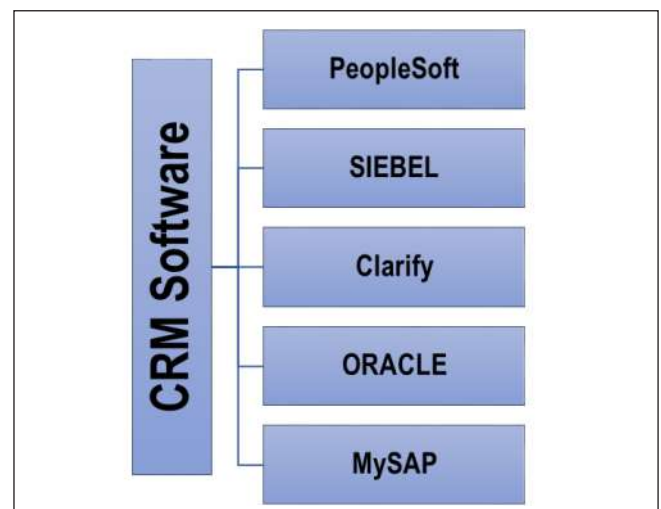 CRM Software
PeopleSoft
SIEBEL
Clarify
ORACLE
MySAP